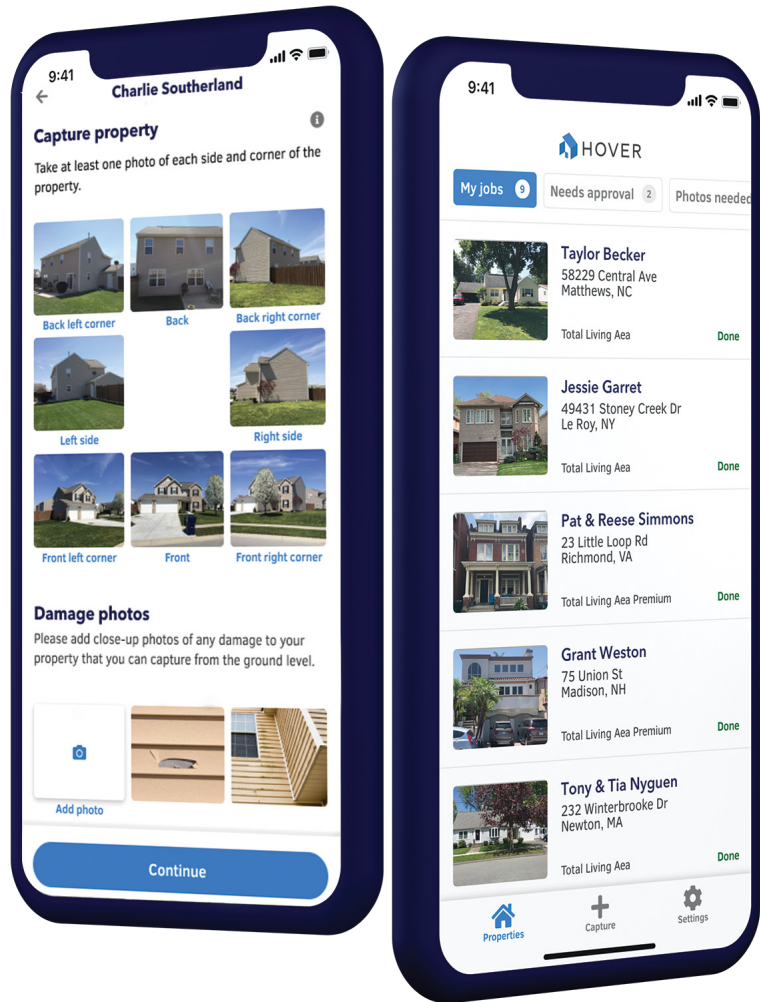 9:41
Charlie Southerland
Capture property
Take at least one photo of each side and corner of the
property.
Back left corner
Back
Back right corner
Left side
Right side
Front left corner
Front
Front right corner
Damage photos
Please add close-up photos of any damage to your
property that you can capture from the ground level.
Add photo
Continue
9:41
HOVER
My jobs 9
Needs approval 2
Photos needed
Taylor Becker
58229 Central Ave
Matthews, NC
Total Living Aea
Done
Jessie Garret
49431 Stoney Creek Dr
Le Roy, NY
Total Living Aea
Done
Pat & Reese Simmons
23 Little Loop Rd
Richmond, VA
Total Living Aea Premium
Done
Grant Weston
75 Union St
Madison, NH
Total Living Aea Premium
Done
Tony & Tia Nyguen
232 Winterbrooke Dr
Newton, MA
Total Living Aea
Done
Properties
Capture
Settings